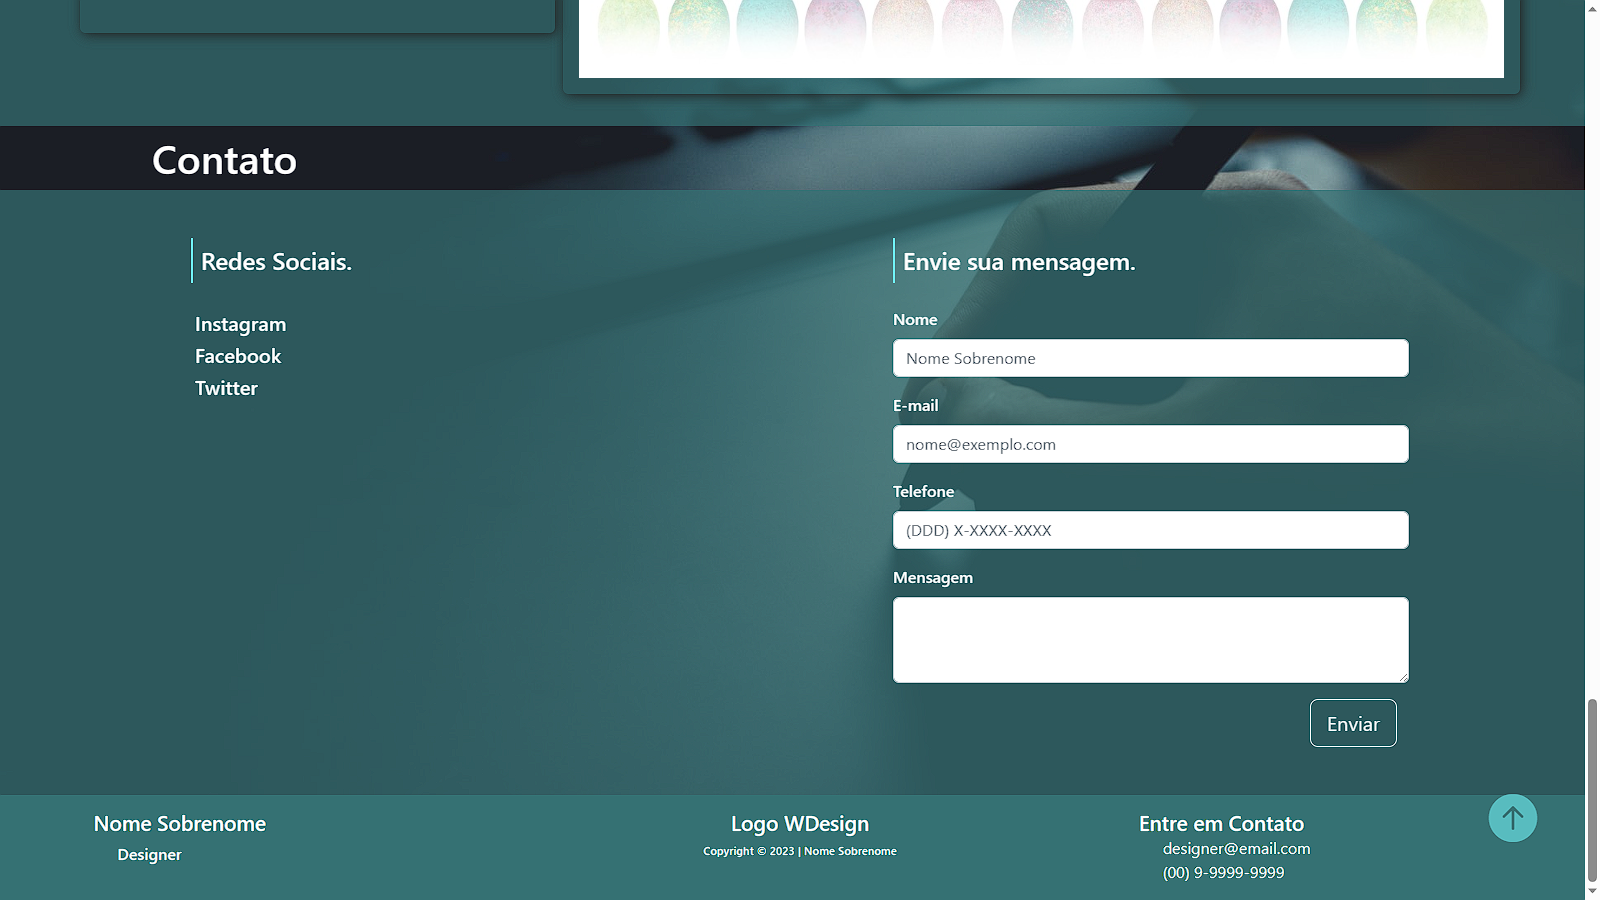 Contato
Redes Sociais.
Instagram
Facebook
Twitter
Envie sua mensagem.
Nome
Nome Sobrenome
E-mail
nome@exemplo.com
Telefone
(DDD) X-XXXX-XXXX
Mensagem
Enviar
Nome Sobrenome
Designer
Logo WDesign
Copyright © 2023 | Nome Sobrenome
Entre em Contato
designer@email.com
(00) 9-9999-9999